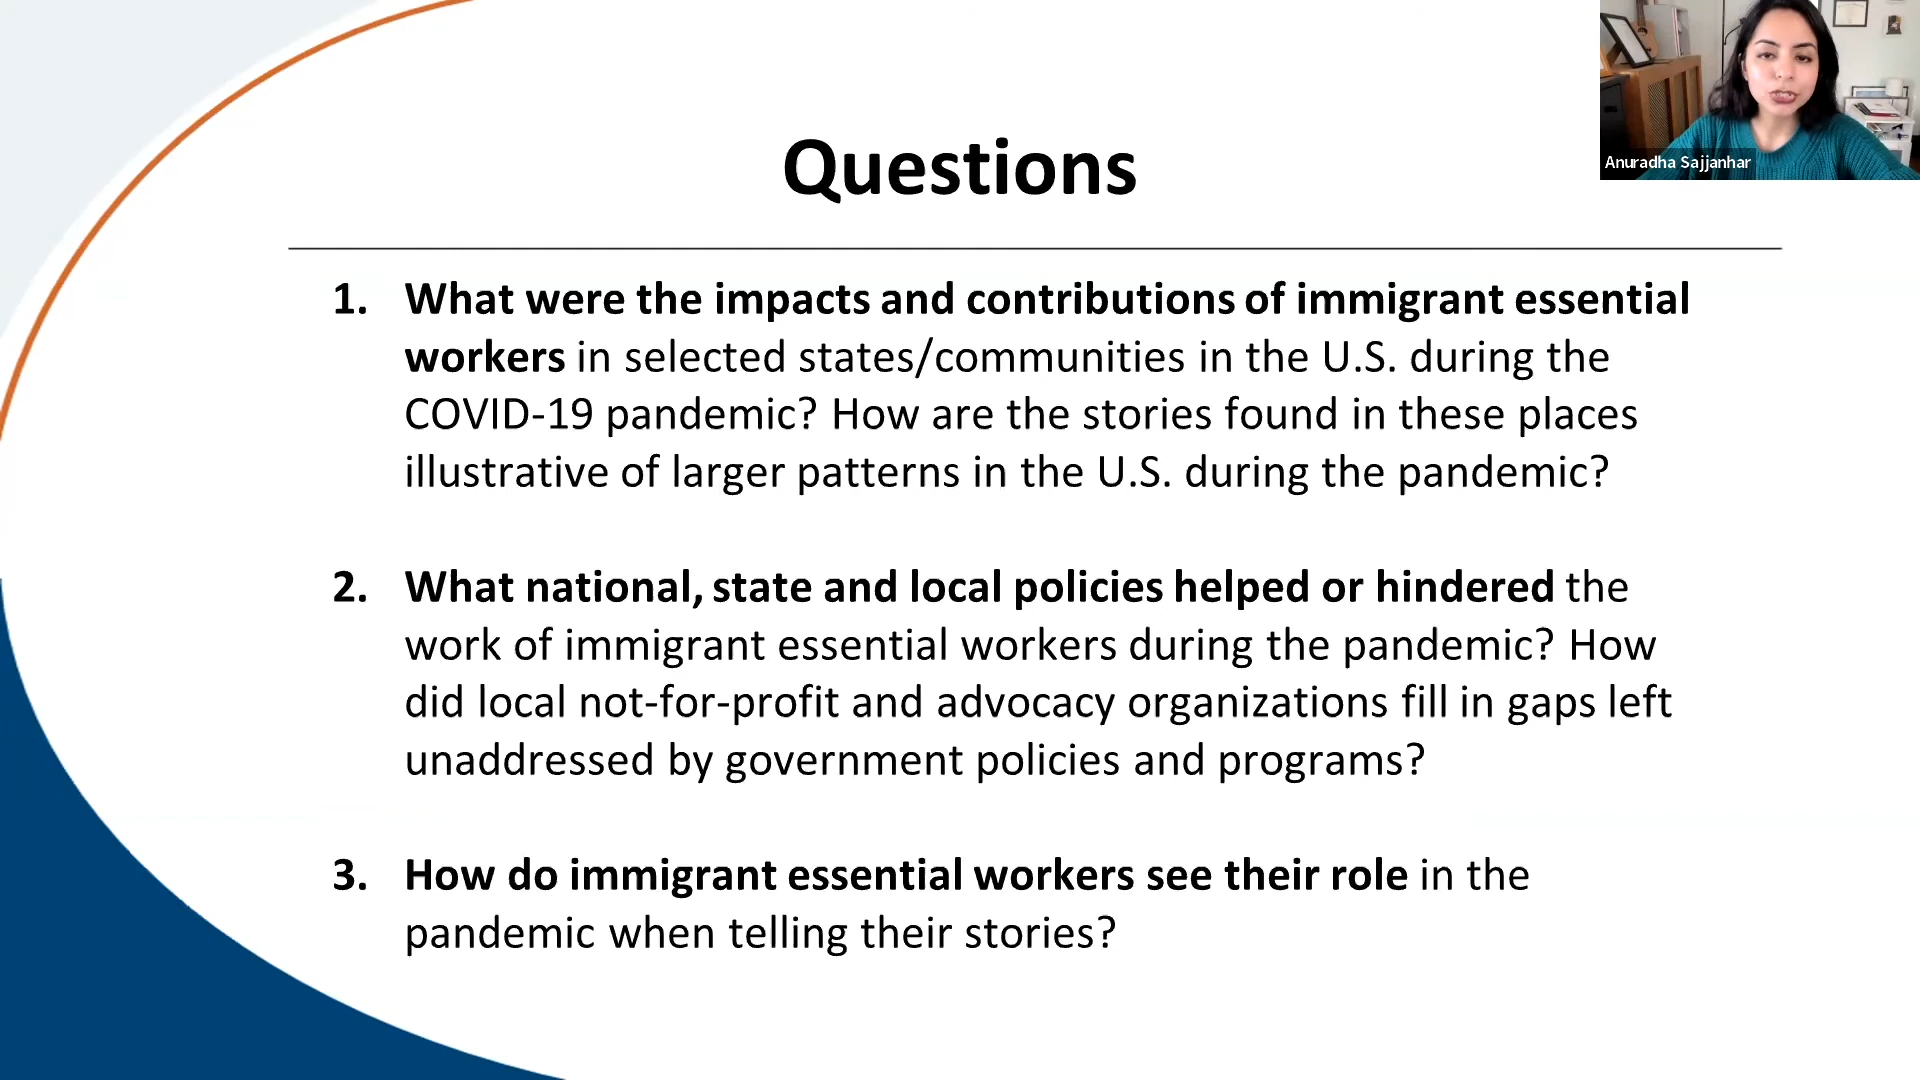 Anuradha Sajjanhar
Questions
1. What were the impacts and contributions of immigrant essential
workers in selected states/communities in the U.S. during the
COVID-19 pandemic? How are the stories found in these places
illustrative of larger patterns in the U.S. during the pandemic?
2. What national, state and local policies helped or hindered the
work of immigrant essential workers during the pandemic? How
did local not-for-profit and advocacy organizations fill in gaps left
unaddressed by government policies and programs?
3. How do immigrant essential workers see their role in the
pandemic when telling their stories?